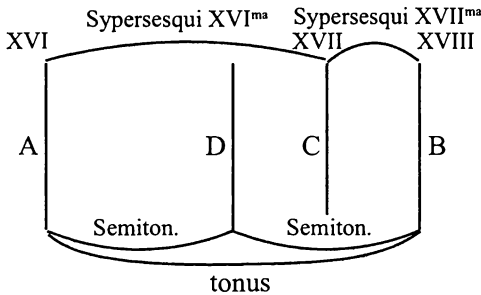 Sypersesqui XVIᵐᵃ
Sypersesqui XVIIᵐᵃ
XVI
XVII
XVIII
A
D
C
B
Semiton.
Semiton.
tonus